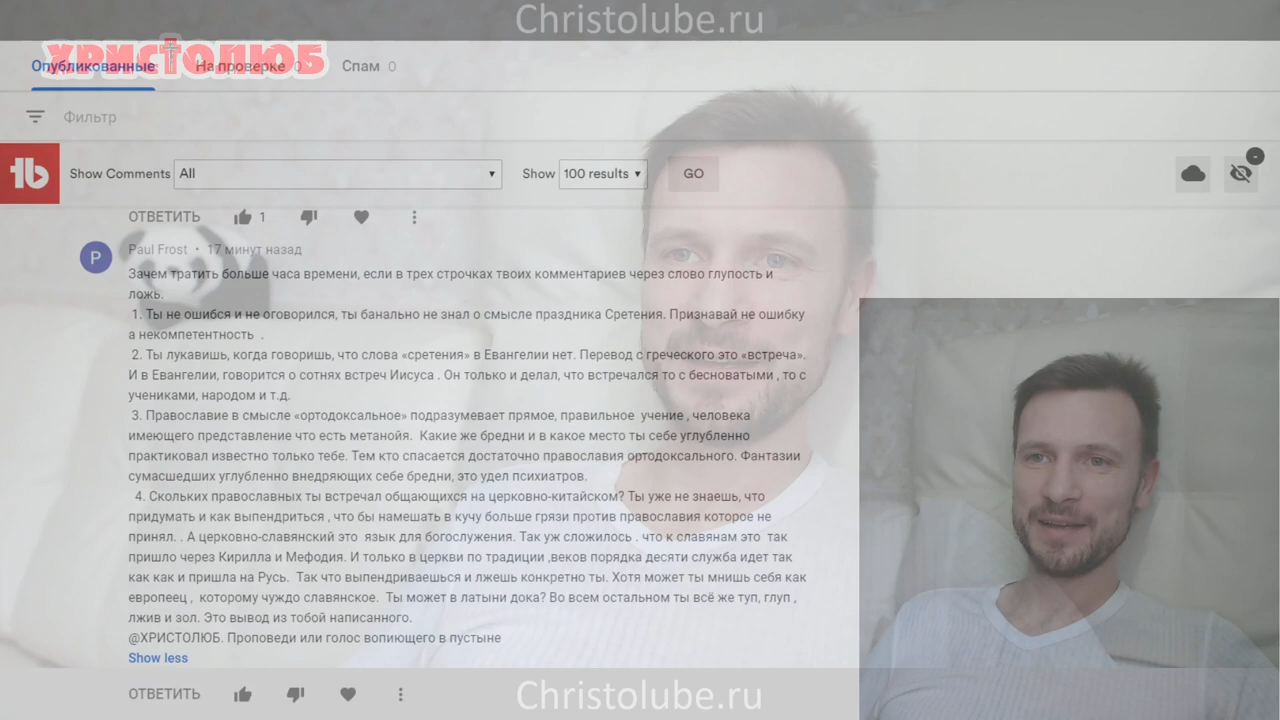 Christolube.ru
ХРИСТОЛЮБ
Опубликованные На проверке 0 Спам 0
Фильтр
tb Show Comments All Show 100 results GO
ОТВЕТИТЬ 1
P Paul Frost • 17 минут назад
Зачем тратить больше часа времени, если в трех строчках твоих комментариев через слово глупость и
ложь.
1. Ты не ошибся и не оговорился, ты банально не знал о смысле праздника Сретения. Признавай не ошибку
а некомпетентность .
2. Ты лукавишь, когда говоришь, что слова «сретения» в Евангелии нет. Перевод с греческого это «встреча».
И в Евангелии, говорится о сотнях встреч Иисуса . Он только и делал, что встречался то с бесноватыми , то с
учениками, народом и т.д.
3. Православие в смысле «ортодоксальное» подразумевает прямое, правильное учение , человека
имеющего представление что есть метанойя. Какие же бредни и в какое место ты себе углубленно
практиковал известно только тебе. Тем кто спасается достаточно православия ортодоксального. Фантазии
сумасшедших углубленно внедряющих себе бредни, это удел психиатров.
4. Скольких православных ты встречал общающихся на церковно-китайском? Ты уже не знаешь, что
придумать и как выпендриться , что бы намешать в кучу больше грязи против православия которое не
принял. . А церковно-славянский это язык для богослужения. Так уж сложилось . что к славянам это так
пришло через Кирилла и Мефодия. И только в церкви по традиции ,веков порядка десяти служба идет так
как как и пришла на Русь. Так что выпендриваешься и лжешь конкретно ты. Хотя может ты мнишь себя как
европеец , которому чуждо славянское. Ты может в латыни дока? Во всем остальном ты всё же туп, глуп ,
лжив и зол. Это вывод из тобой написанного.
@ХРИСТОЛЮБ. Проповеди или голос вопиющего в пустыне
Show less
ОТВЕТИТЬ
Christolube.ru